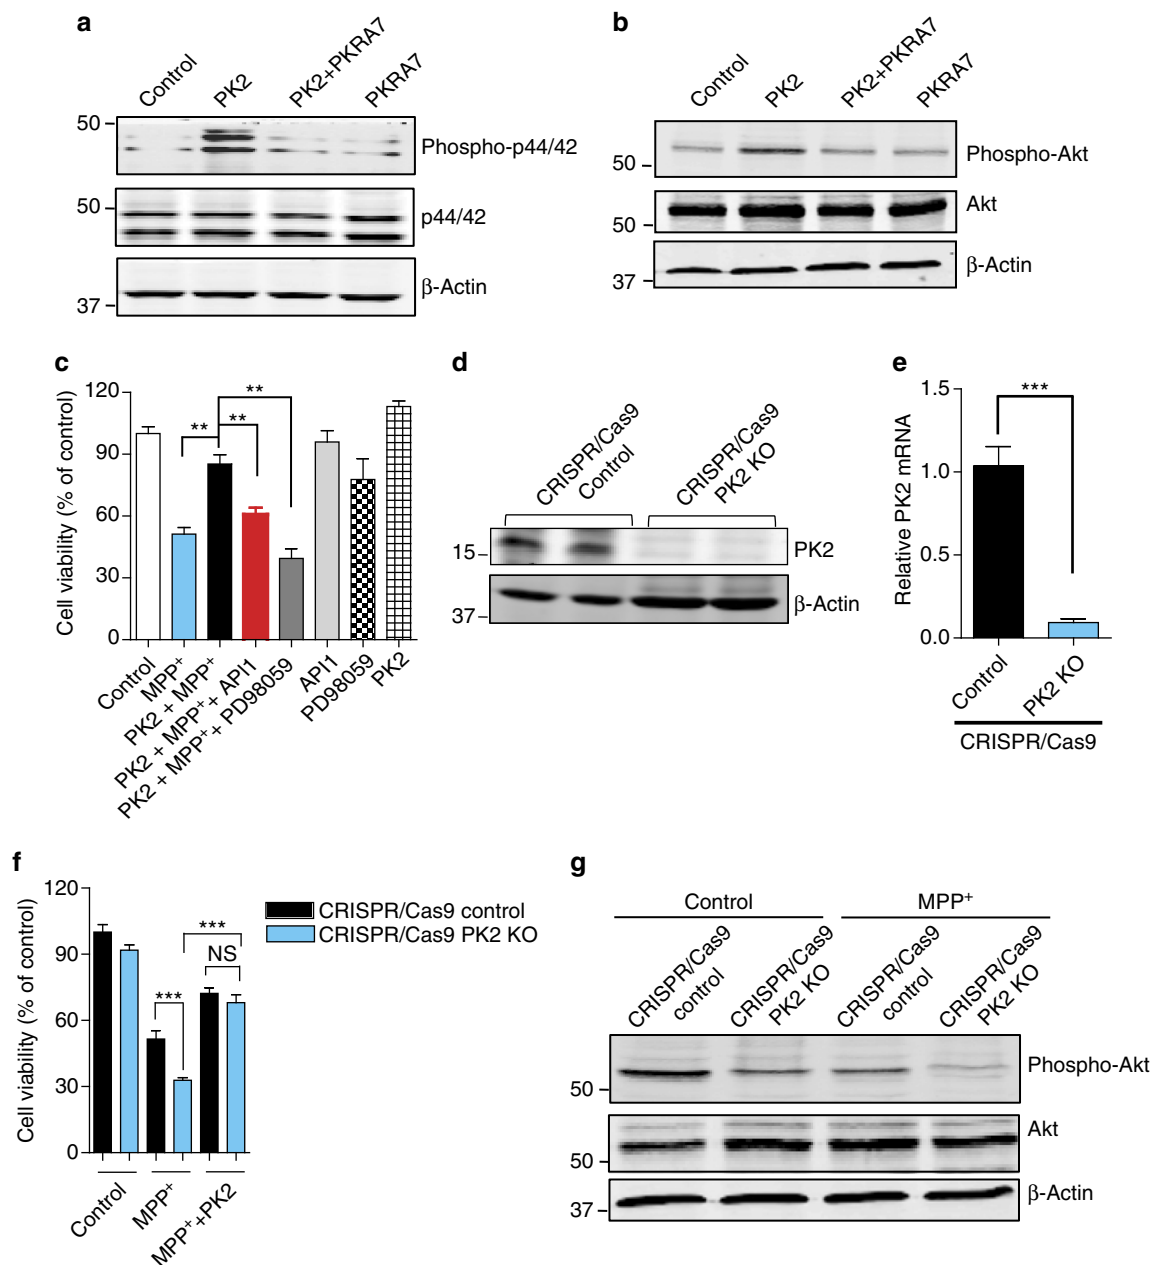 a
Control
PK2
PK2+PKRA7
PKRA7
50
Phospho-p44/42
50
p44/42
β-Actin
37
b
Control
PK2
PK2+PKRA7
PKRA7
Phospho-Akt
50
Akt
50
β-Actin
37
c
Cell viability (% of control)
120
90
60
30
0
**
**
**
Control
MPP⁺
PK2 + MPP⁺
PK2 + MPP⁺+ API1
PK2 + MPP⁺+ PD98059
API1
PD98059
PK2
d
CRISPR/Cas9
Control
CRISPR/Cas9
PK2 KO
15
PK2
β-Actin
37
e
Relative PK2 mRNA
1.5
1.0
0.5
0.0
***
Control
PK2 KO
CRISPR/Cas9
f
Cell viability (% of control)
120
90
60
30
0
***
***
NS
CRISPR/Cas9 control
CRISPR/Cas9 PK2 KO
Control
MPP⁺
MPP⁺+PK2
g
Control
MPP⁺
CRISPR/Cas9
control
CRISPR/Cas9
PK2 KO
CRISPR/Cas9
control
CRISPR/Cas9
PK2 KO
Phospho-Akt
50
Akt
50
β-Actin
37